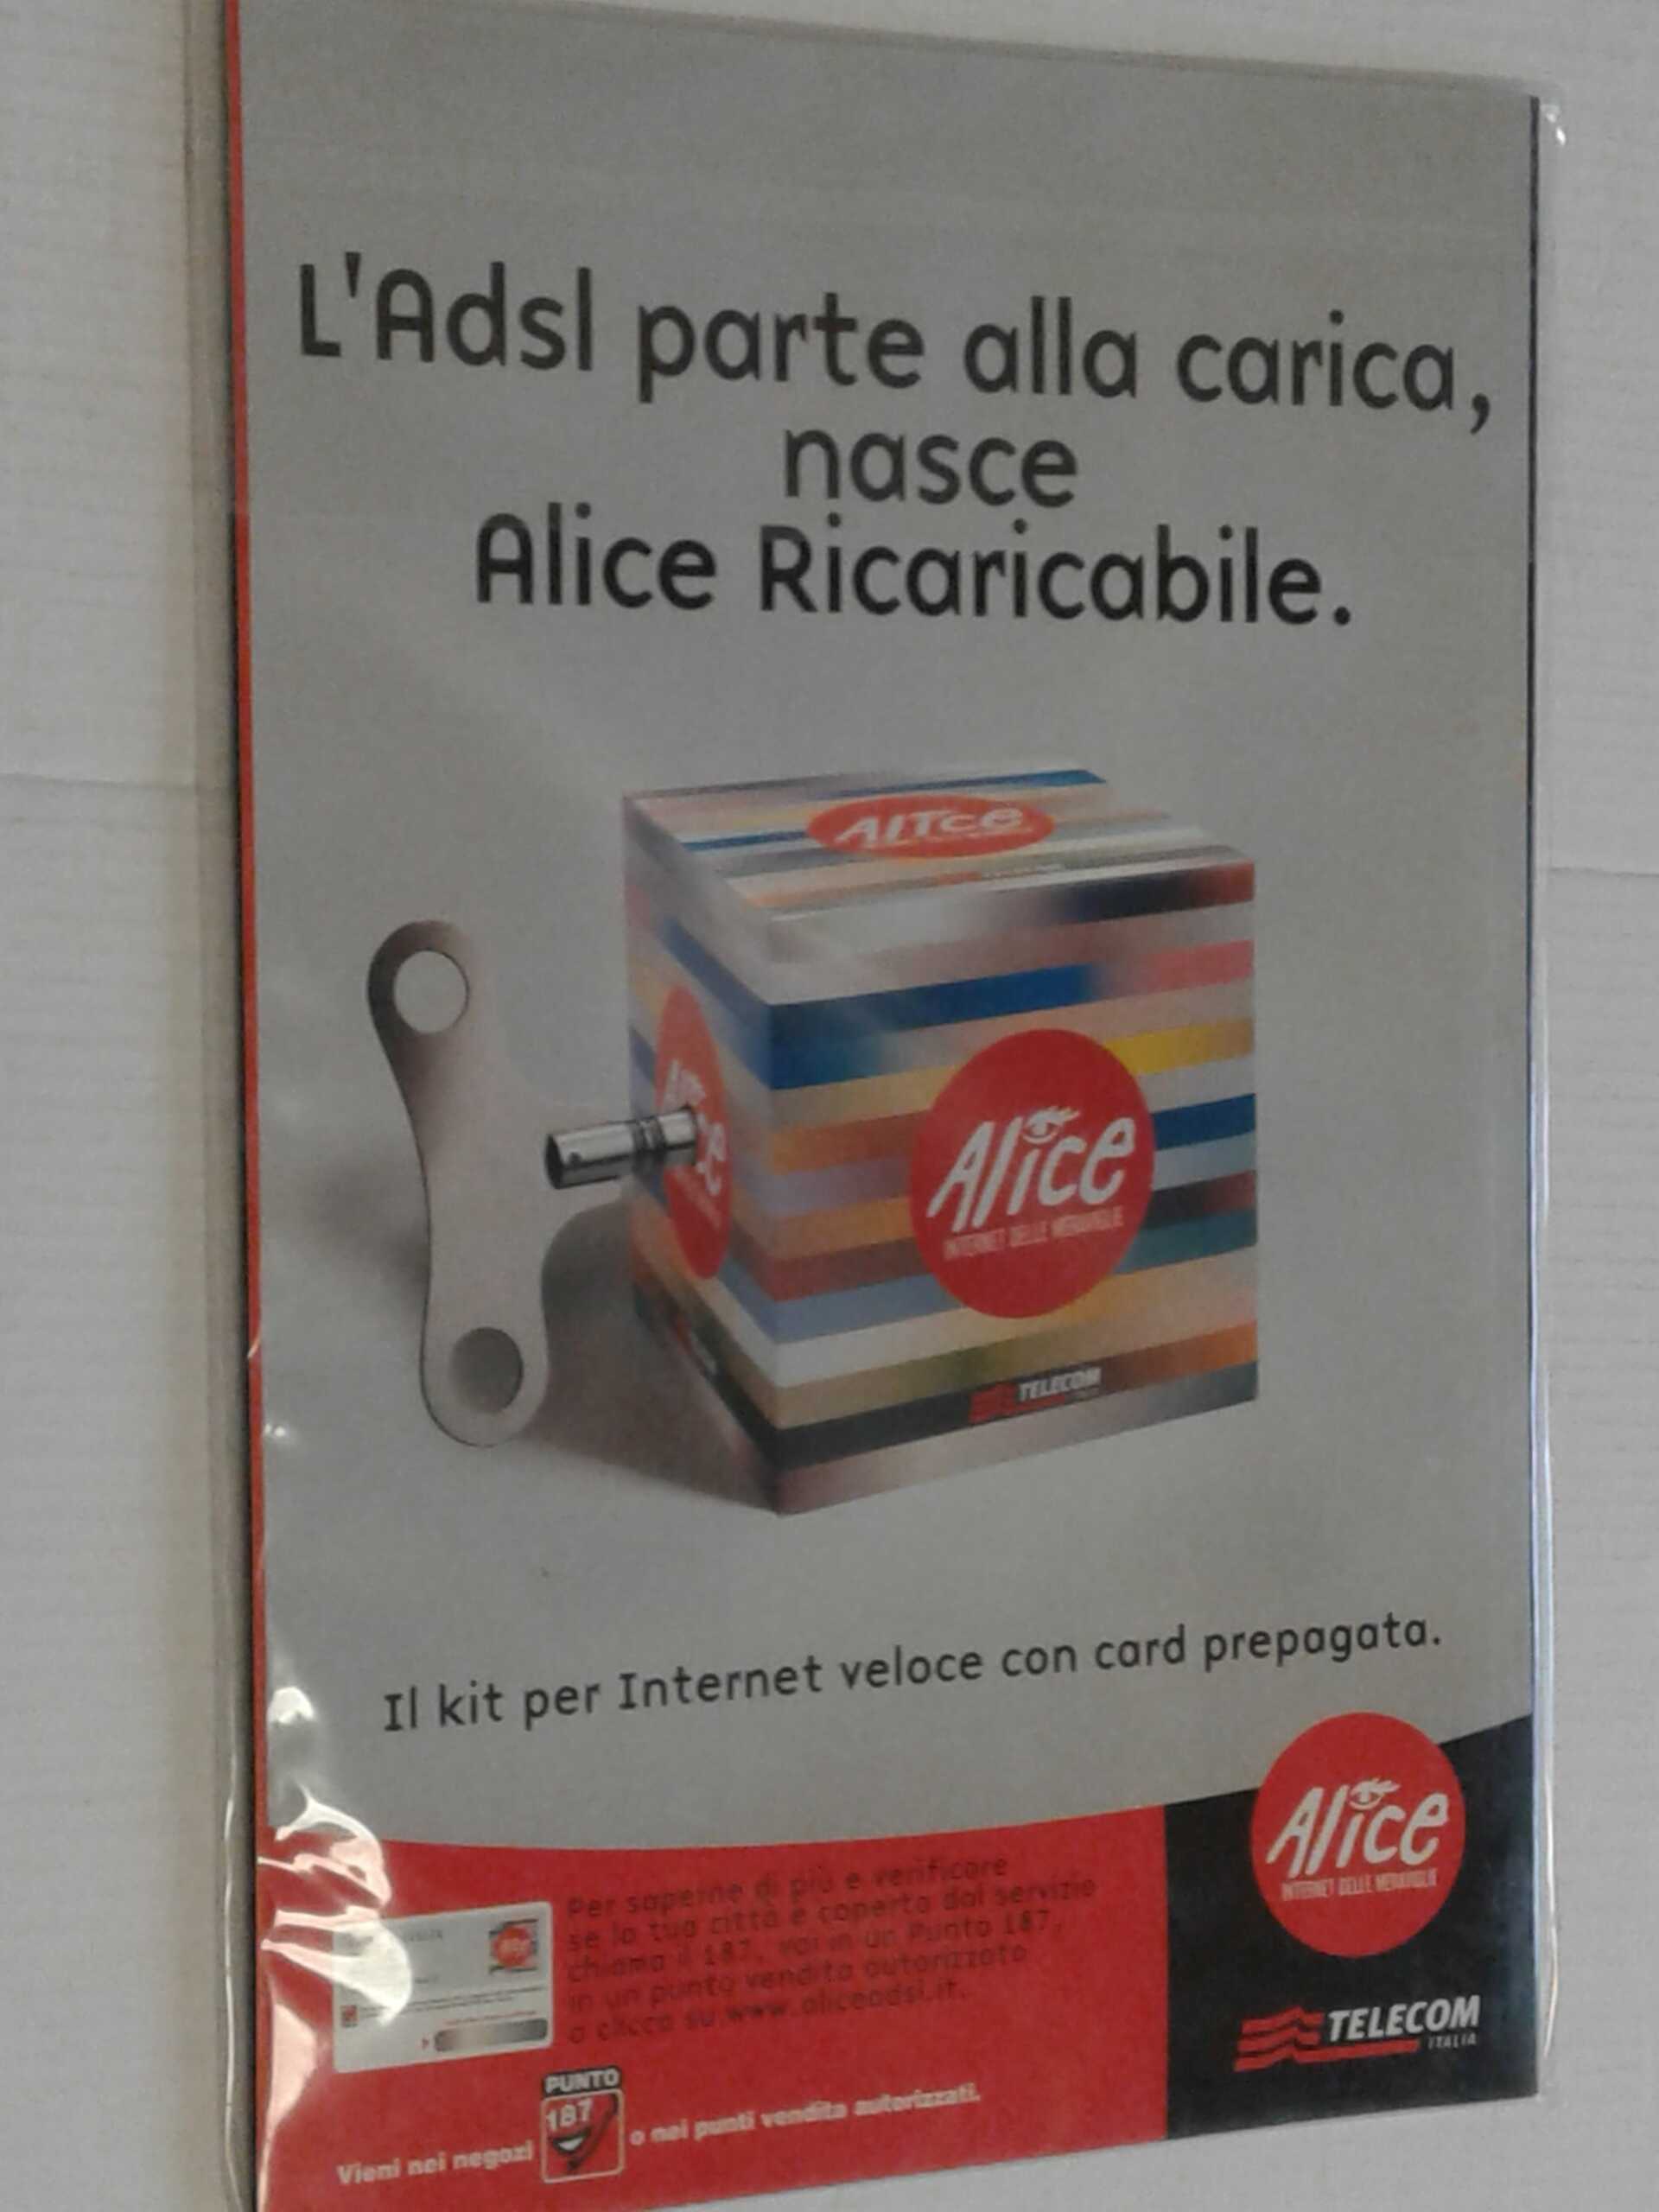 L'Adsl parte alla carica,
nasce
Alice Ricaricabile.
Alice
Alice
Alice
INTERNET DELLE MERAVIGLIE
TELECOM
Il kit per Internet veloce con card prepagata.
Alice
INTERNET DELLE MERAVIGLIE
TELECOM
ITALIA
Per saperne di più e verificare
se la tua città è coperta dal servizio
chiama il 187, vai in un Punto 187,
in un punto vendita autorizzato
o clicca su www.aliceadsl.it.
PUNTO
187
Vieni nei negozi
o nei punti vendita autorizzati.